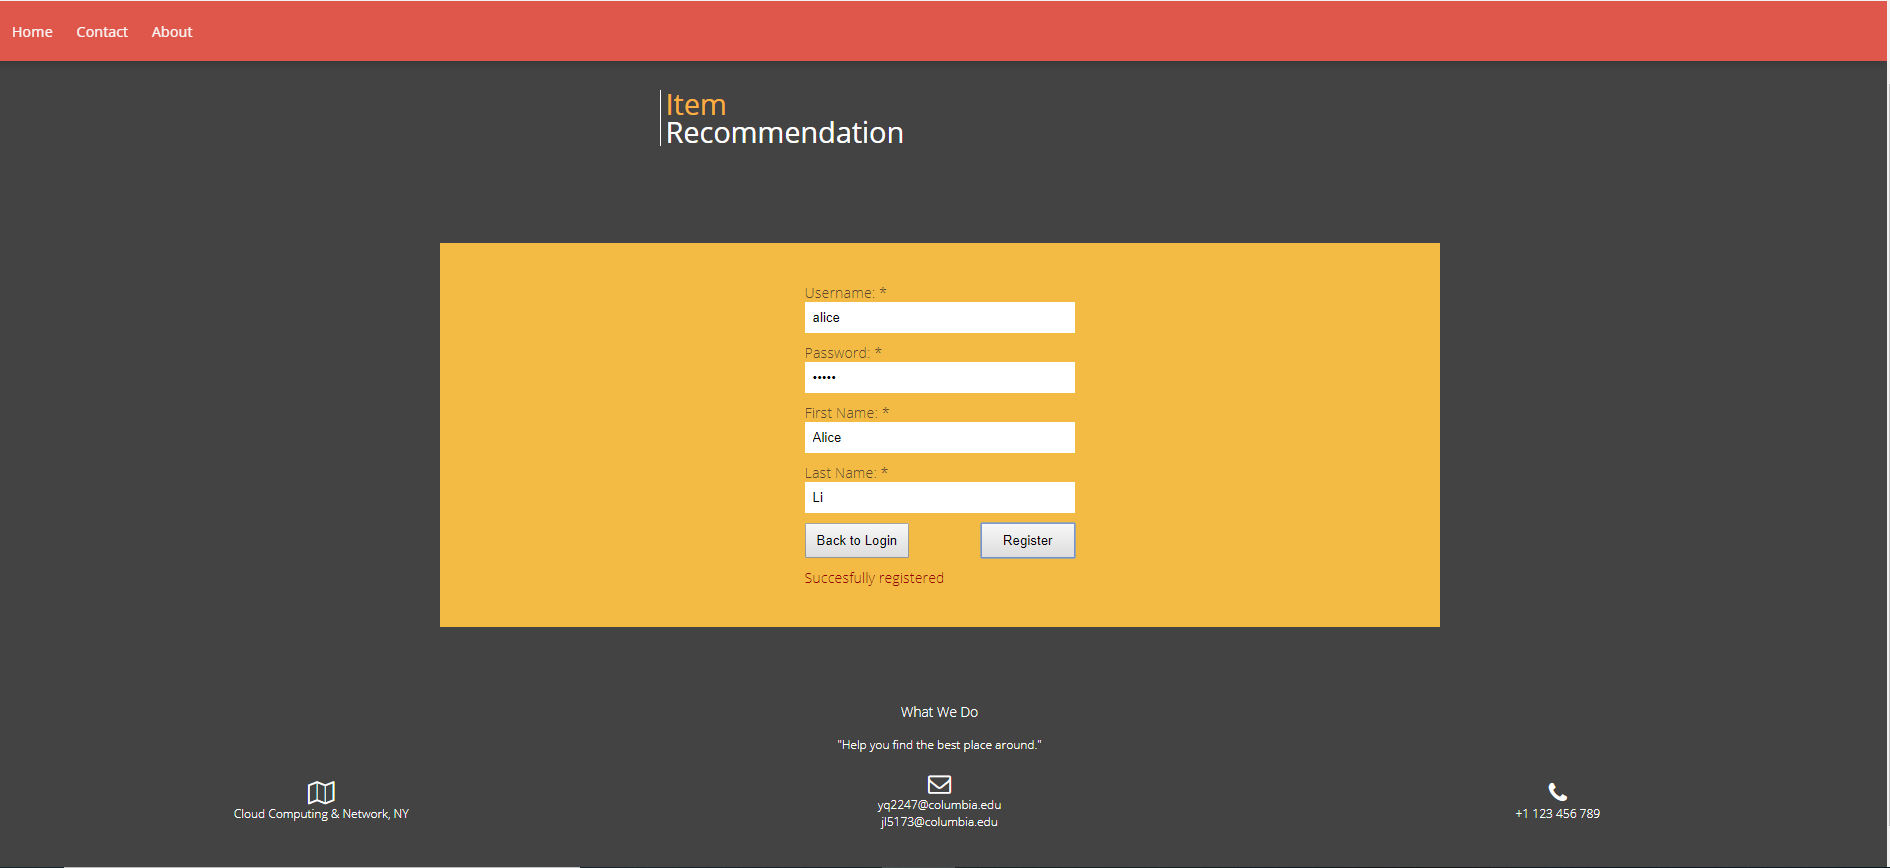 Home Contact About
Item
Recommendation
Username: *
alice
Password: *
•••••
First Name: *
Alice
Last Name: *
Li
Back to Login Register
Succesfully registered
What We Do
"Help you find the best place around."
Cloud Computing & Network, NY
yq2247@columbia.edu
jl5173@columbia.edu
+1 123 456 789